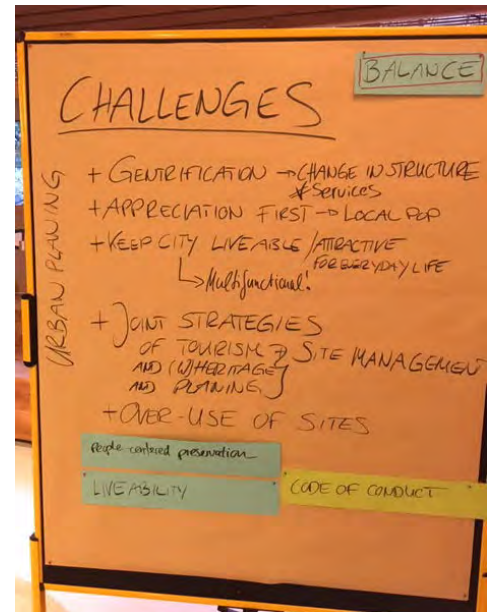 BALANCE
CHALLENGES
URBAN PLANING
+ GENTRIFICATION → CHANGE IN STRUCTURE
& Services
+ APPRECIATION FIRST → LOCAL POP
+ KEEP CITY LIVEABLE / ATTRACTIVE
FOR EVERYDAY LIFE
↳ Multifunctional!
+ JOINT STRATEGIES
OF TOURISM } SITE MANAGEMENT
AND (W)HERITAGE
AND PLANING
+ OVER-USE OF SITES
People centered preservation
LIVEABILITY
CODE OF CONDUCT